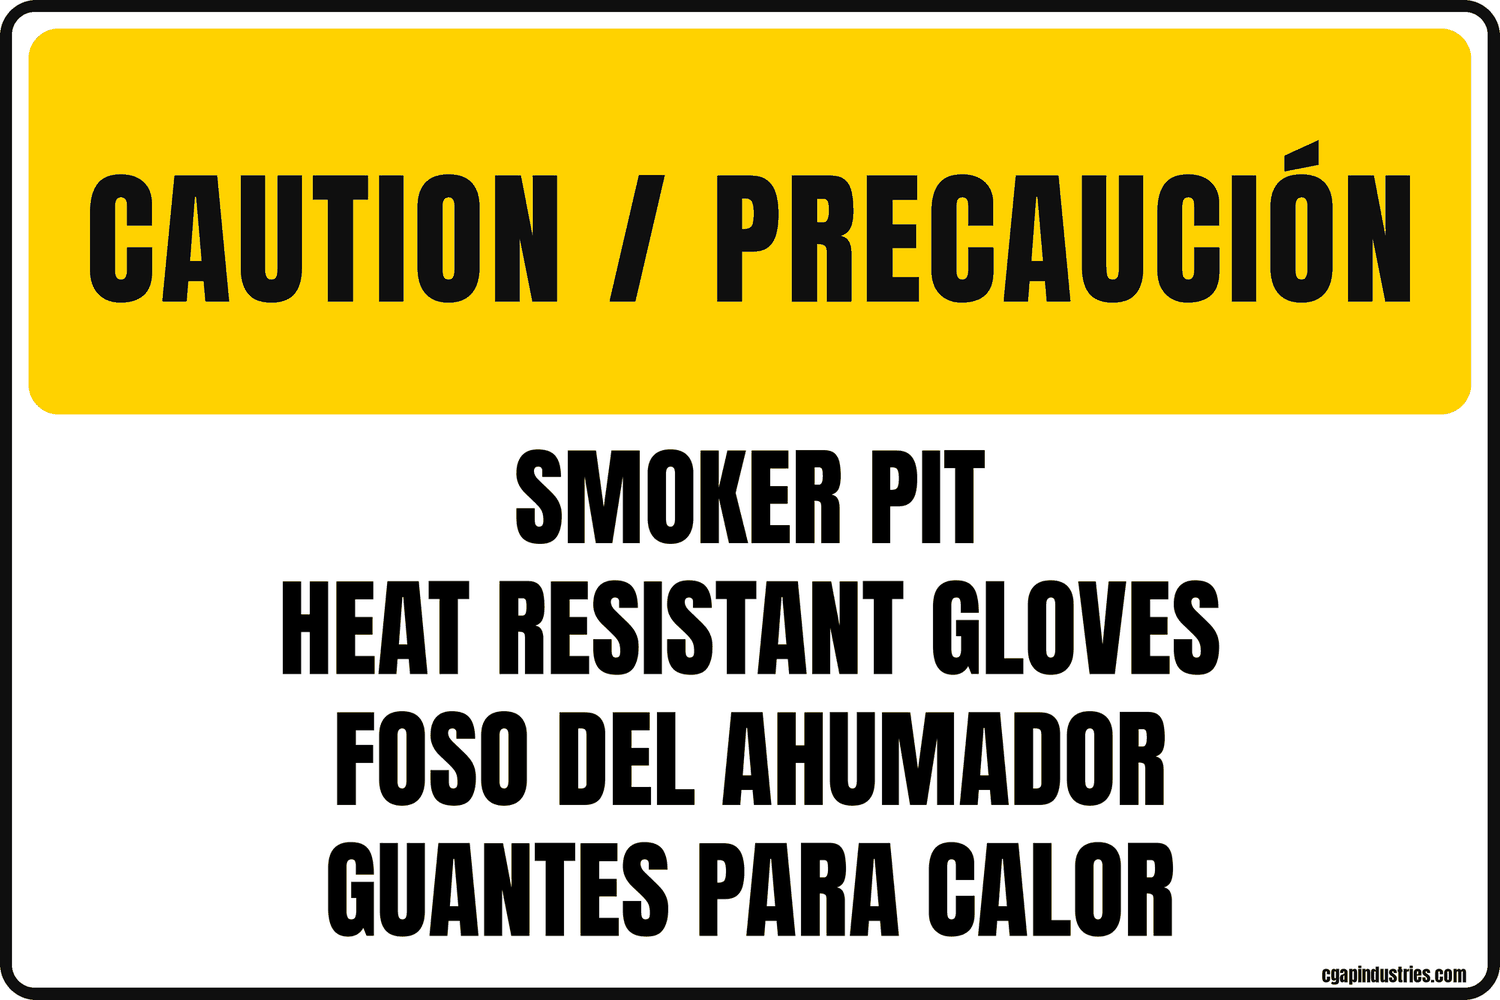 CAUTION / PRECAUCIÓN
SMOKER PIT
HEAT RESISTANT GLOVES
FOSO DEL AHUMADOR
GUANTES PARA CALOR
cgapindustries.com